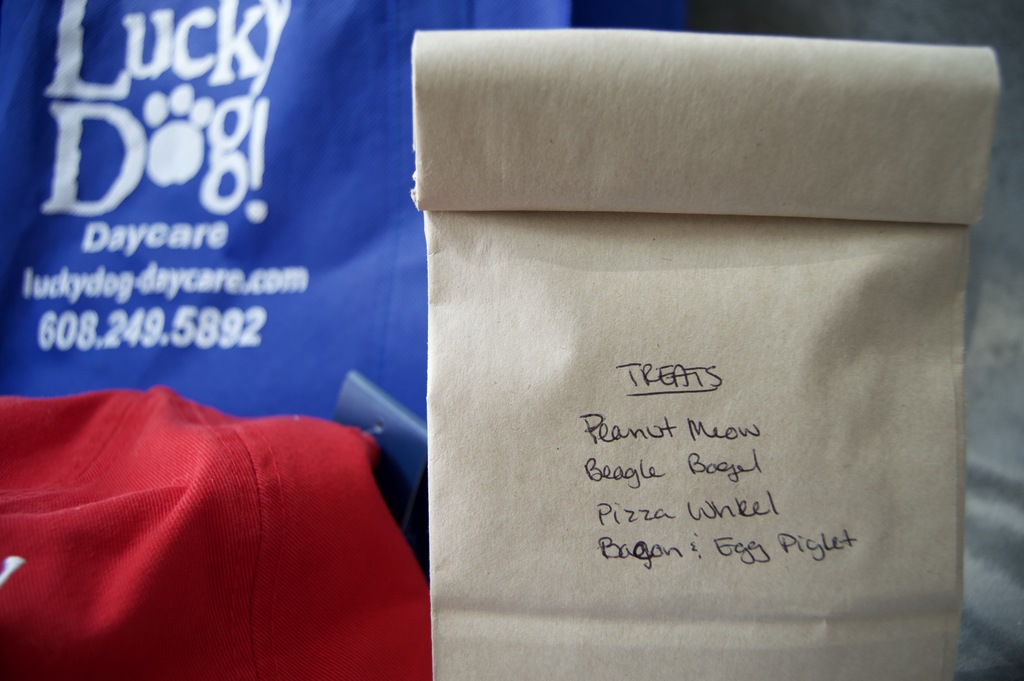 Lucky
Dog!
Daycare
luckydog-daycare.com
608.249.5892
TREATS
Peanut Meow
Beagle Bagel
Pizza Wheel
Bacon & Egg Piglet